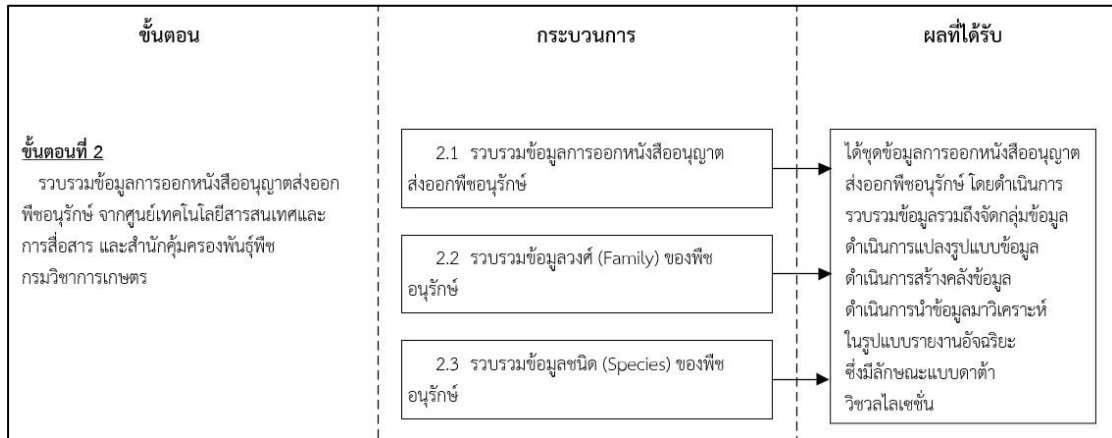 ขั้นตอน
กระบวนการ
ผลที่ได้รับ
ขั้นตอนที่ 2
รวบรวมข้อมูลการออกหนังสืออนุญาตส่งออก
พืชอนุรักษ์ จากศูนย์เทคโนโลยีสารสนเทศและ
การสื่อสาร และสำนักคุ้มครองพันธุ์พืช
กรมวิชาการเกษตร
2.1 รวบรวมข้อมูลการออกหนังสืออนุญาต
ส่งออกพืชอนุรักษ์
2.2 รวบรวมข้อมูลวงศ์ (Family) ของพืช
อนุรักษ์
2.3 รวบรวมข้อมูลชนิด (Species) ของพืช
อนุรักษ์
ได้ชุดข้อมูลการออกหนังสืออนุญาต
ส่งออกพืชอนุรักษ์ โดยดำเนินการ
รวบรวมข้อมูลรวมถึงจัดกลุ่มข้อมูล
ดำเนินการแปลงรูปแบบข้อมูล
ดำเนินการสร้างคลังข้อมูล
ดำเนินการนำข้อมูลมาวิเคราะห์
ในรูปแบบรายงานอัจฉริยะ
ซึ่งมีลักษณะแบบดาต้า
วิชวลไลเซชั่น